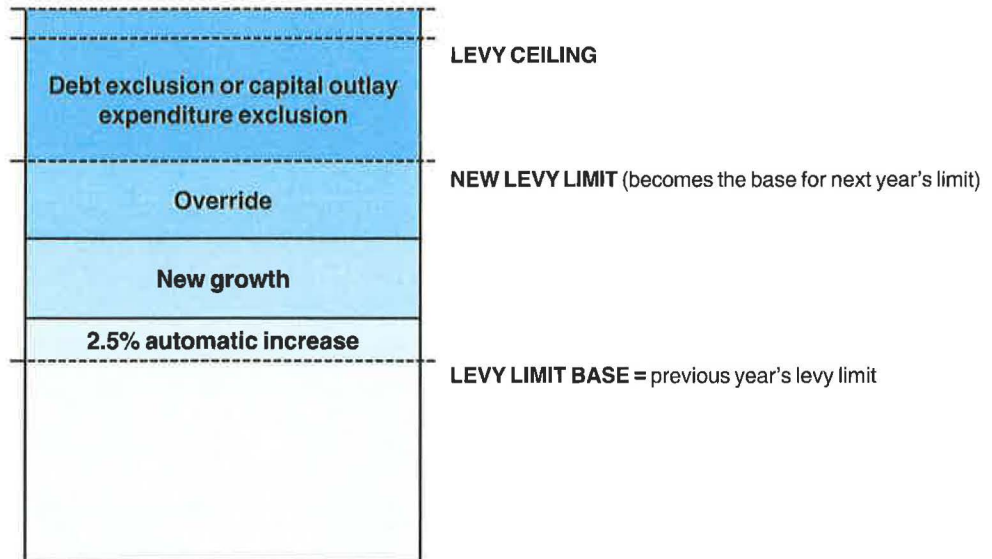 LEVY CEILING
Debt exclusion or capital outlay
expenditure exclusion
NEW LEVY LIMIT (becomes the base for next year's limit)
Override
New growth
2.5% automatic increase
LEVY LIMIT BASE = previous year's levy limit